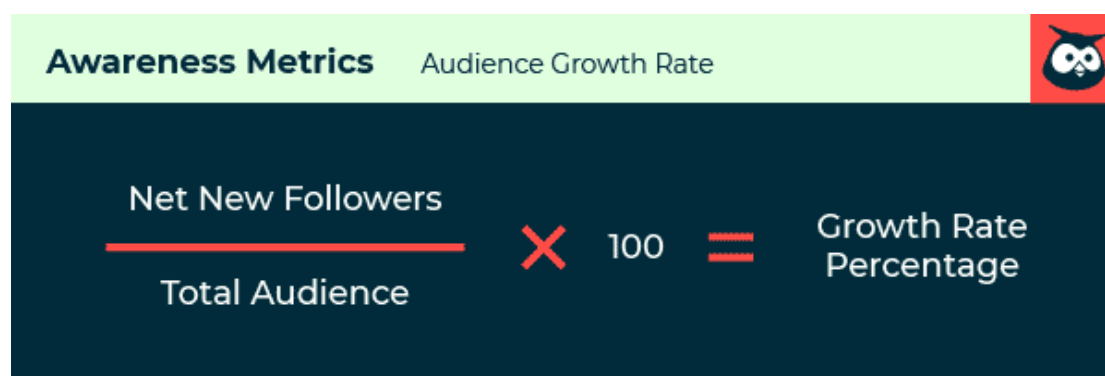 Awareness Metrics Audience Growth Rate
Net New Followers
Total Audience
× 100 =
Growth Rate
Percentage